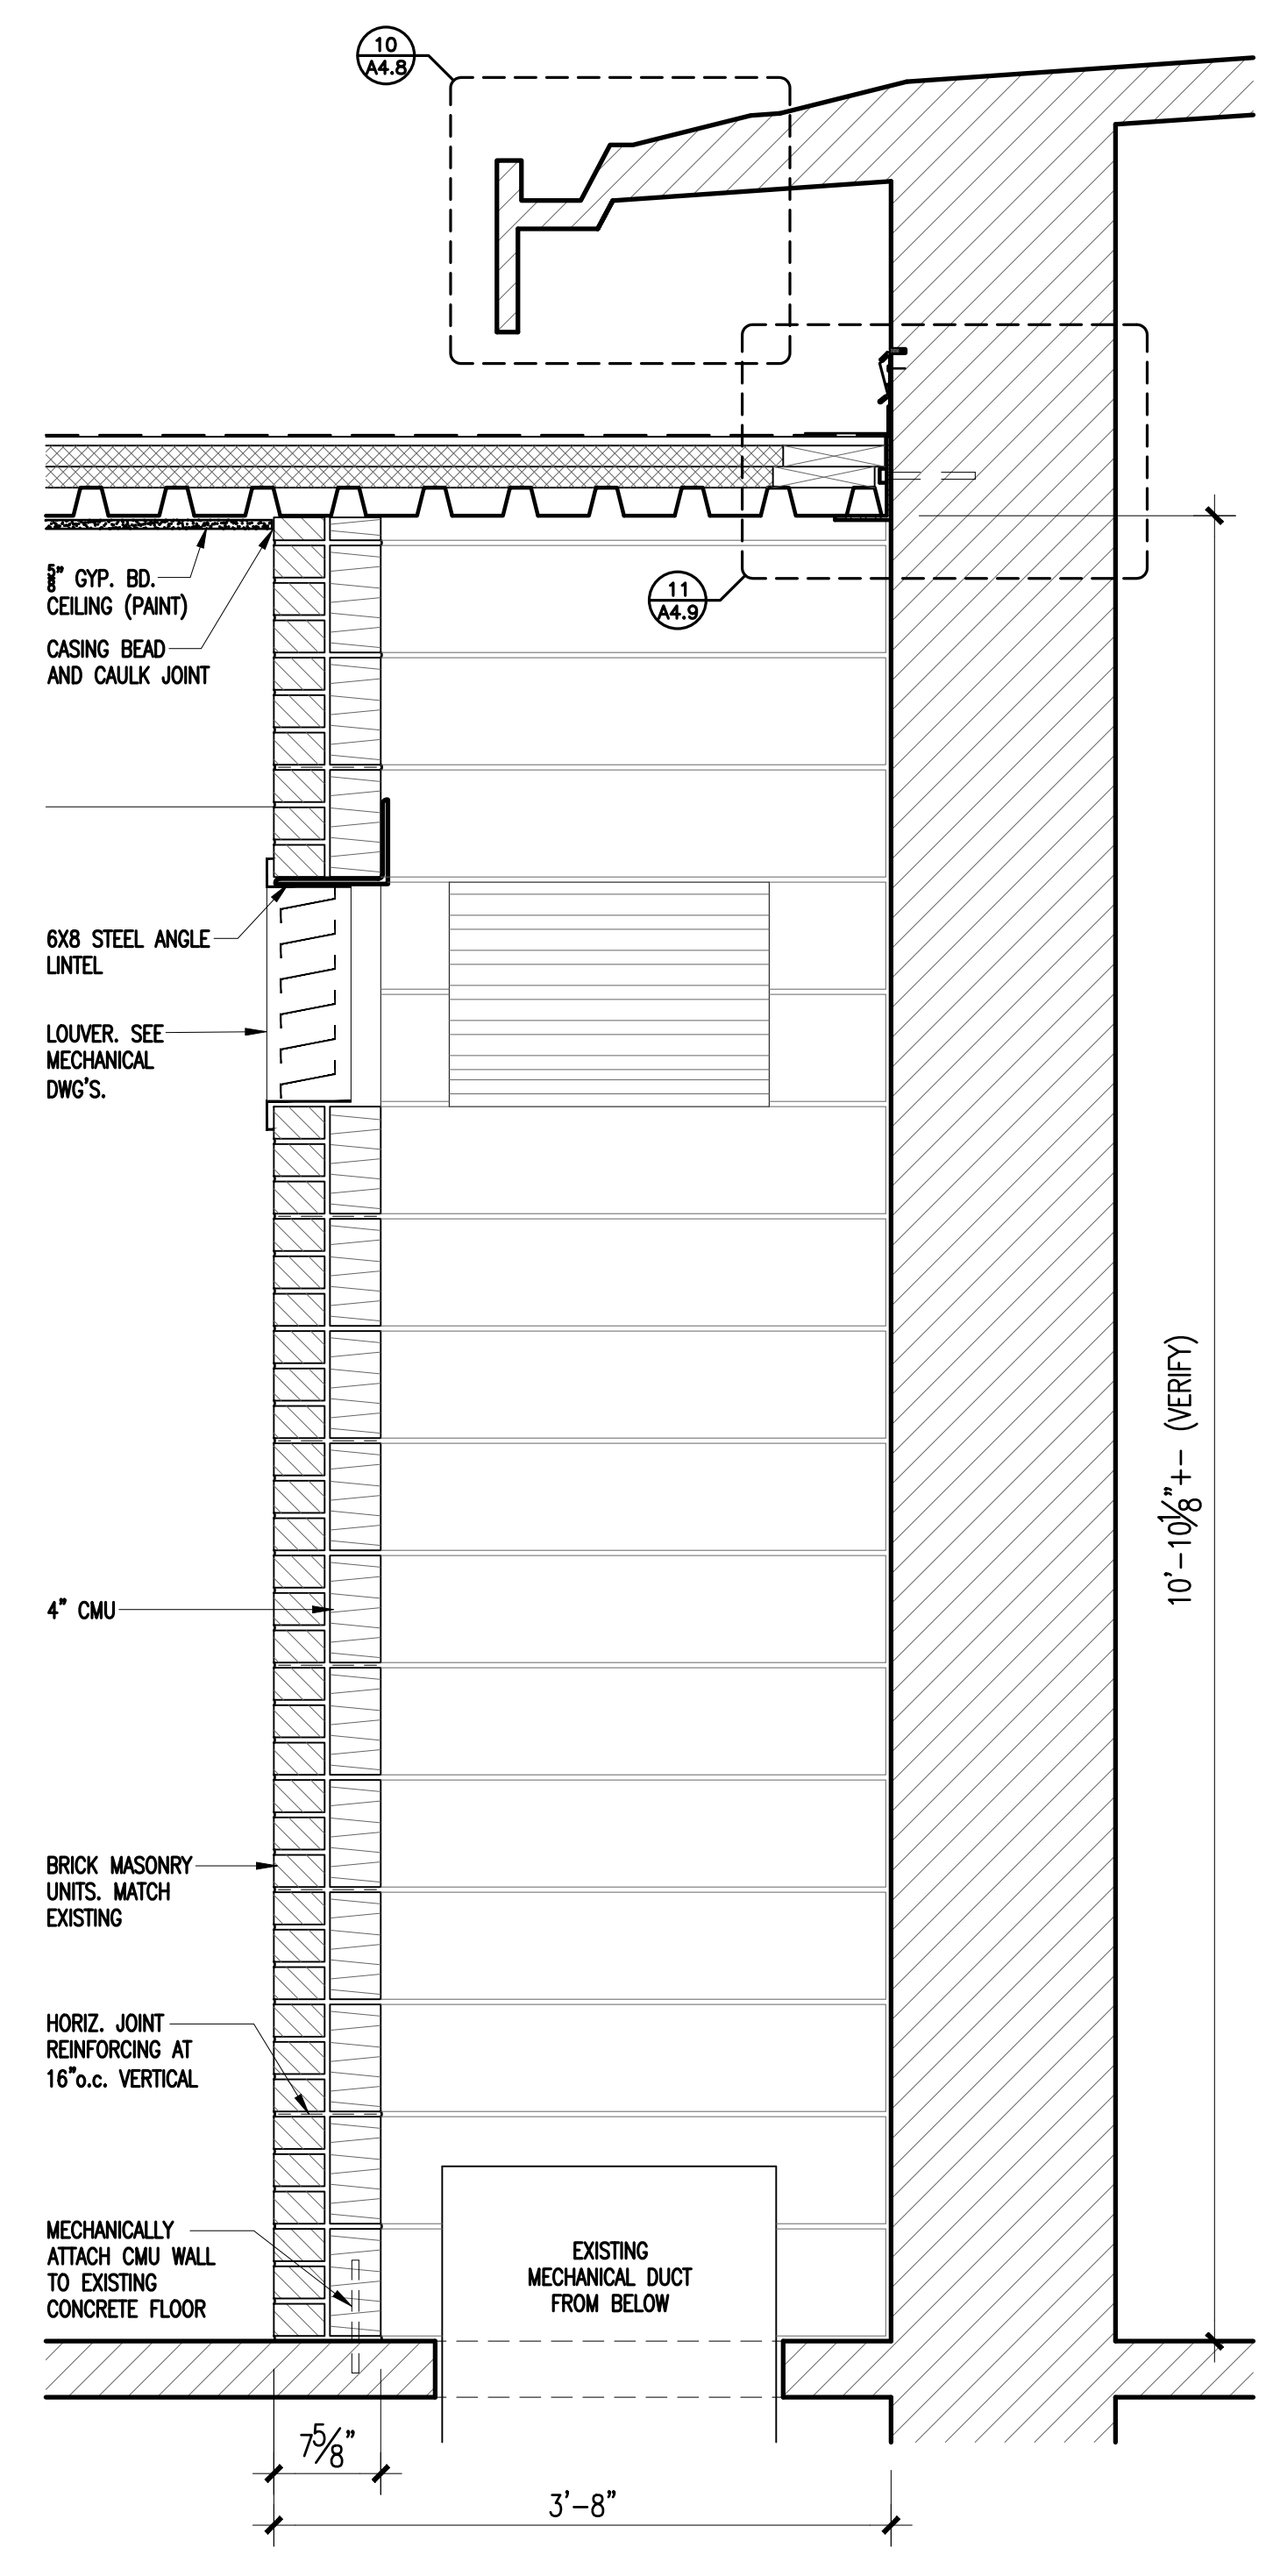 10
A4.8
5/8" GYP. BD.
CEILING (PAINT)
CASING BEAD
AND CAULK JOINT
11
A4.9
6X8 STEEL ANGLE
LINTEL
LOUVER. SEE
MECHANICAL
DWG'S.
10'-10 1/8" +- (VERIFY)
4" CMU
BRICK MASONRY
UNITS. MATCH
EXISTING
HORIZ. JOINT
REINFORCING AT
16"o.c. VERTICAL
MECHANICALLY
ATTACH CMU WALL
TO EXISTING
CONCRETE FLOOR
EXISTING
MECHANICAL DUCT
FROM BELOW
7 5/8"
3'-8"